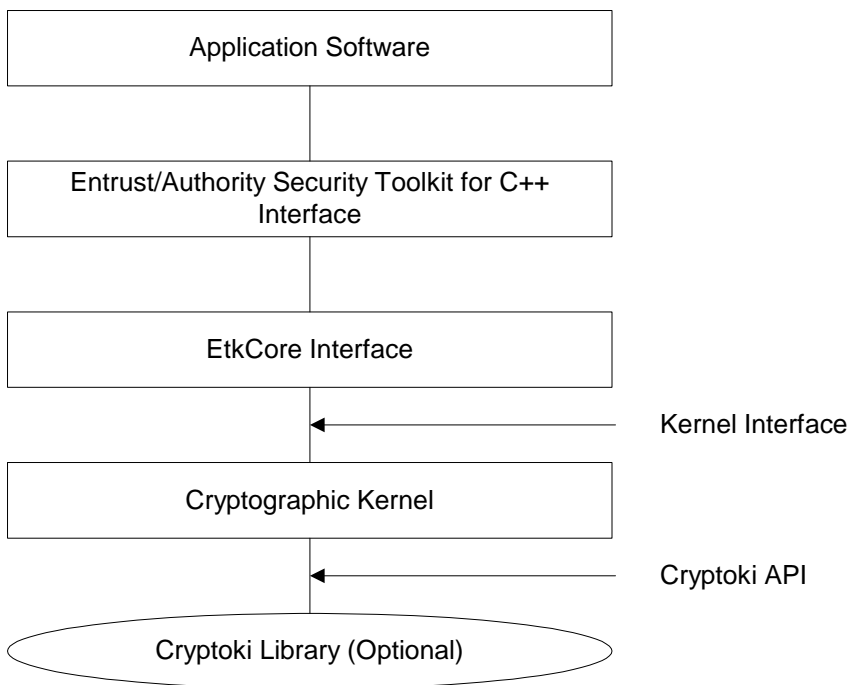 Application Software
Entrust/Authority Security Toolkit for C++
Interface
EtkCore Interface
Kernel Interface
Cryptographic Kernel
Cryptoki API
Cryptoki Library (Optional)